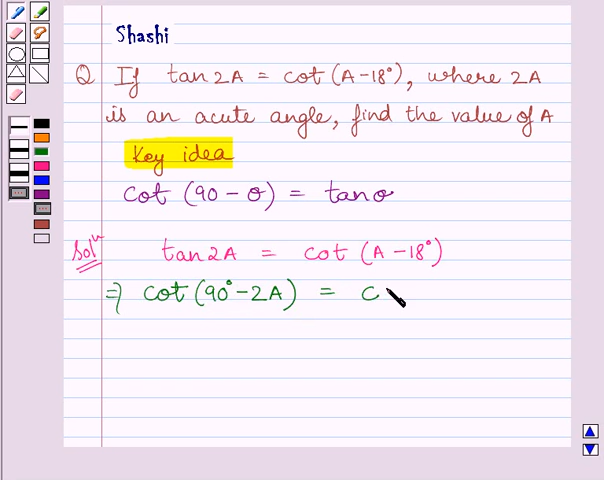 Shashi
Q If tan 2A = cot (A-18°), where 2A
is an acute angle, find the value of A
Key idea
cot (90 - θ) = tan θ
Solⁿ tan 2A = cot (A-18°)
⇒ cot (90° - 2A) = c